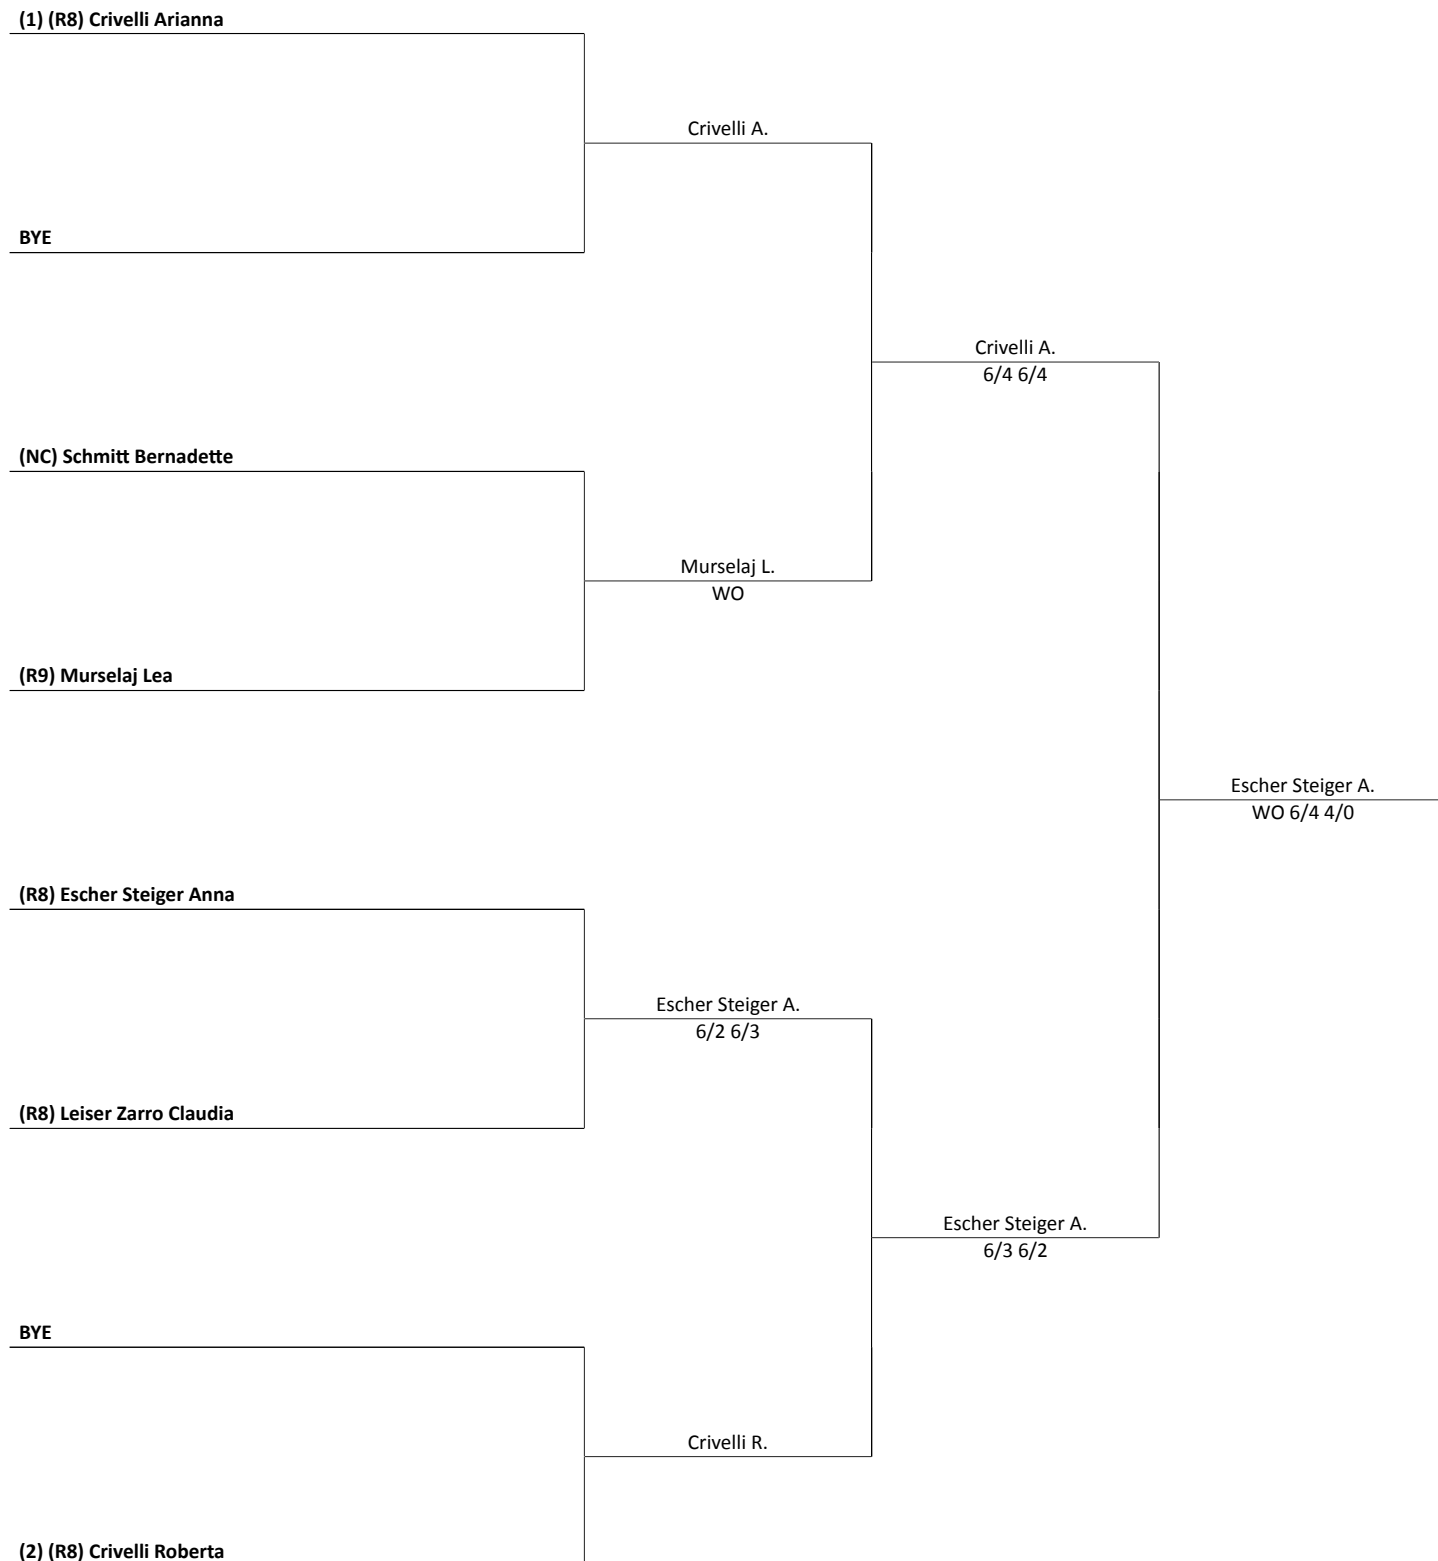 (1) (R8) Crivelli Arianna
Crivelli A.
BYE
Crivelli A.
6/4 6/4
(NC) Schmitt Bernadette
Murselaj L.
WO
(R9) Murselaj Lea
Escher Steiger A.
WO 6/4 4/0
(R8) Escher Steiger Anna
Escher Steiger A.
6/2 6/3
(R8) Leiser Zarro Claudia
Escher Steiger A.
6/3 6/2
BYE
Crivelli R.
(2) (R8) Crivelli Roberta